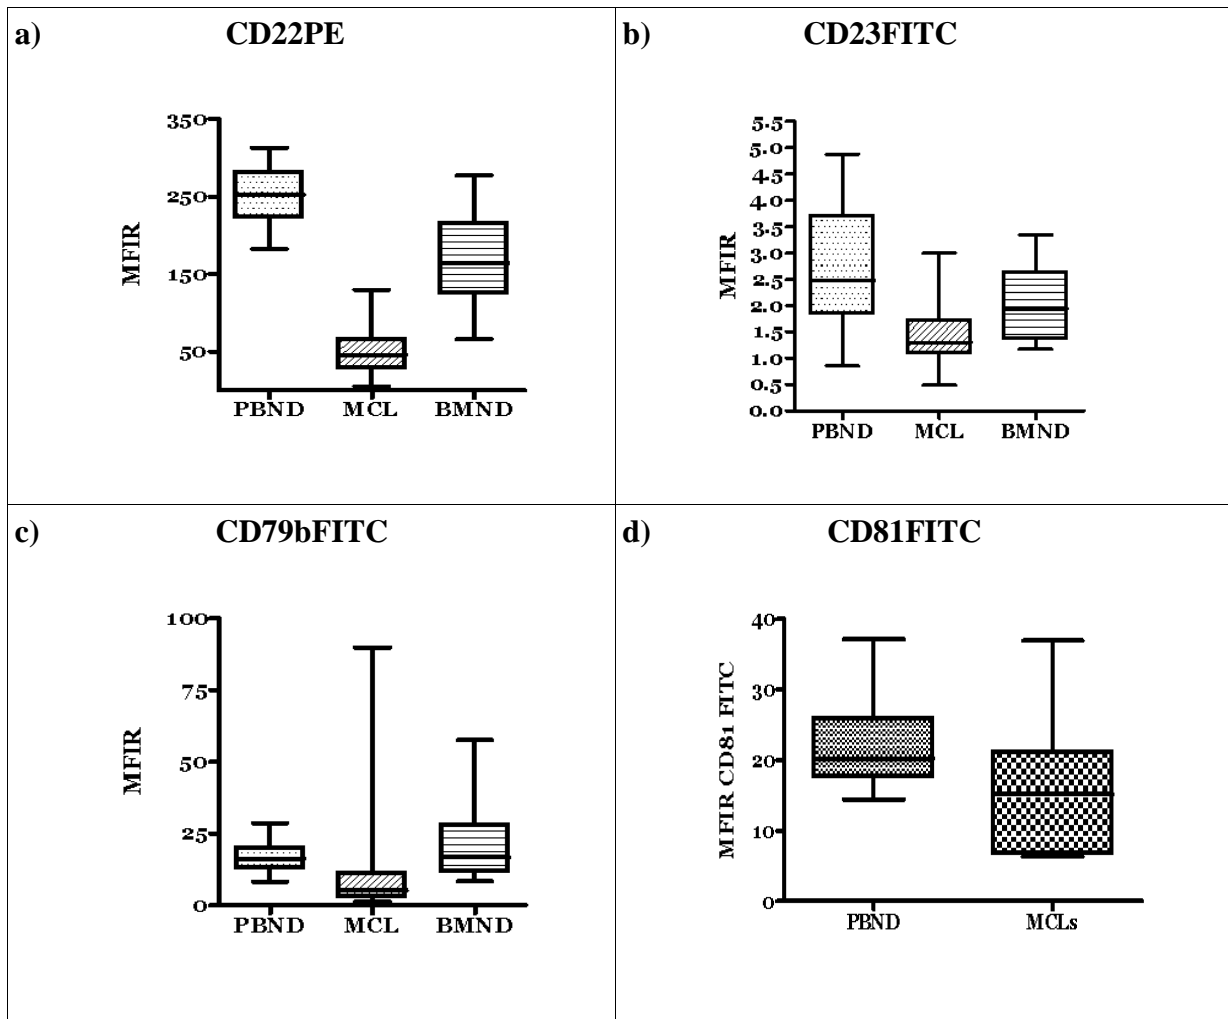 a) CD22PE
350
250
150
50
MFIR
PBND MCL BMND
b) CD23FITC
5.5
5.0
4.5
4.0
3.5
3.0
2.5
2.0
1.5
1.0
0.5
0.0
MFIR
PBND MCL BMND
c) CD79bFITC
100
75
50
25
0
MFIR
PBND MCL BMND
d) CD81FITC
40
30
20
10
0
MFIR CD81 FITC
PBND MCLs